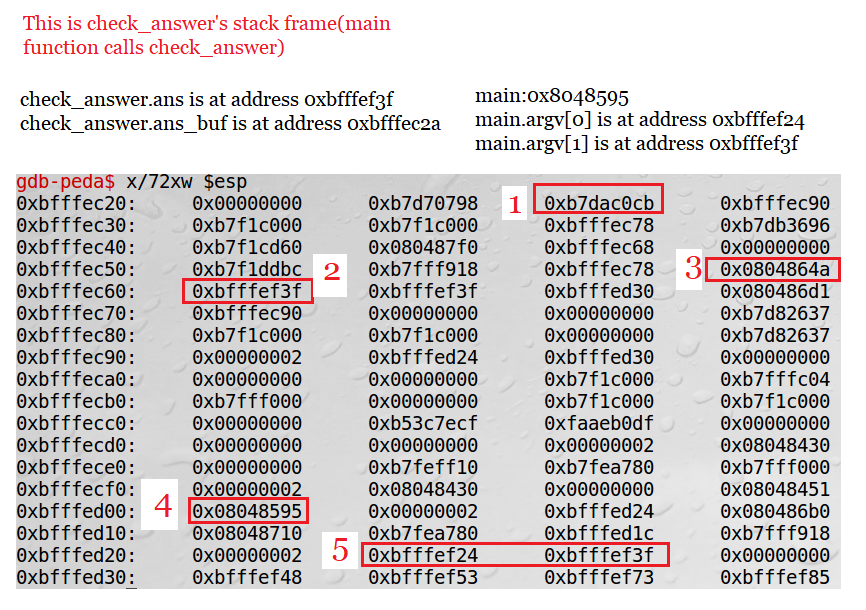 This is check_answer's stack frame(main
function calls check_answer)
check_answer.ans is at address 0xbfffef3f
check_answer.ans_buf is at address 0xbfffec2a
main:0x8048595
main.argv[0] is at address 0xbfffef24
main.argv[1] is at address 0xbfffef3f
gdb-peda$ x/72xw $esp
0xbfffec20: 0x00000000 0xb7d70798 1 0xb7dac0cb 0xbfffec90
0xbfffec30: 0xb7f1c000 0xb7f1c000 0xbfffec78 0xb7db3696
0xbfffec40: 0xb7f1cd60 0x080487f0 0xbfffec68 0x00000000
0xbfffec50: 0xb7f1ddbc 2 0xb7fff918 0xbfffec78 3 0x0804864a
0xbfffec60: 0xbfffef3f 0xbfffef3f 0xbfffed30 0x080486d1
0xbfffec70: 0xbfffec90 0x00000000 0x00000000 0xb7d82637
0xbfffec80: 0xb7f1c000 0xb7f1c000 0x00000000 0xb7d82637
0xbfffec90: 0x00000002 0xbfffed24 0xbfffed30 0x00000000
0xbfffeca0: 0x00000000 0x00000000 0xb7f1c000 0xb7fffc04
0xbfffecb0: 0xb7fff000 0x00000000 0xb7f1c000 0xb7f1c000
0xbfffecc0: 0x00000000 0xb53c7ecf 0xfaaeb0df 0x00000000
0xbfffecd0: 0x00000000 0x00000000 0x00000002 0x08048430
0xbfffece0: 0x00000000 0xb7feff10 0xb7fea780 0xb7fff000
0xbfffecf0: 4 0x00000002 0x08048430 0x00000000 0x08048451
0xbfffed00: 0x08048595 0x00000002 0xbfffed24 0x080486b0
0xbfffed10: 0x08048710 0xb7fea780 0xbfffed1c 0xb7fff918
0xbfffed20: 0x00000002 5 0xbfffef24 0xbfffef3f 0x00000000
0xbfffed30: 0xbfffef48 0xbfffef53 0xbfffef73 0xbfffef85